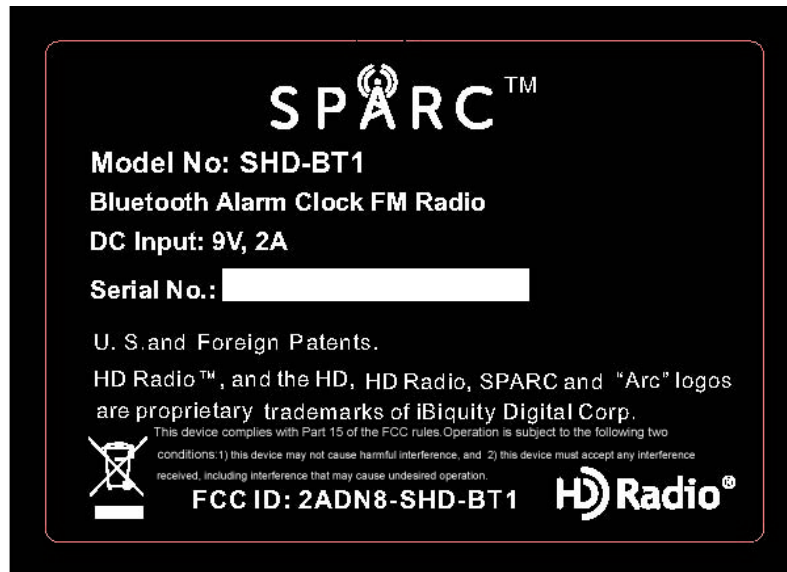 SPARC™
Model No: SHD-BT1
Bluetooth Alarm Clock FM Radio
DC Input: 9V, 2A
Serial No.:
U. S.and Foreign Patents.
HD Radio™, and the HD, HD Radio, SPARC and "Arc" logos
are proprietary trademarks of iBiquity Digital Corp.
This device complies with Part 15 of the FCC rules.Operation is subject to the following two
conditions:1) this device may not cause harmful interference, and 2) this device must accept any interference
received, including interference that may cause undesired operation.
FCC ID: 2ADN8-SHD-BT1
HD Radio®